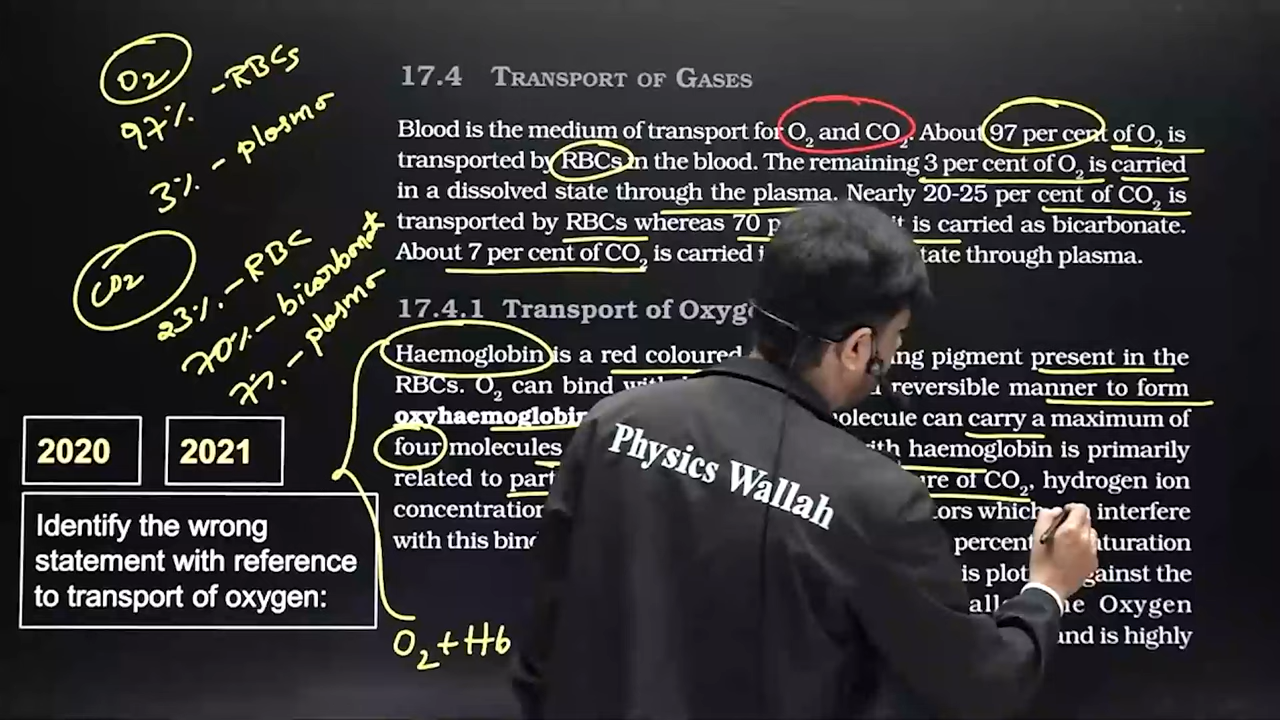 O2
97% - RBCs
3% - plasma
CO2
23% - RBC
70% - bicarbonat
7% - plasma
2020
2021
Identify the wrong
statement with reference
to transport of oxygen:
17.4 TRANSPORT OF GASES
Blood is the medium of transport for O2 and CO2. About 97 per cent of O2 is
transported by RBCs in the blood. The remaining 3 per cent of O2 is carried
in a dissolved state through the plasma. Nearly 20-25 per cent of CO2 is
transported by RBCs whereas 70 p it is carried as bicarbonate.
About 7 per cent of CO2 is carried i tate through plasma.
17.4.1 Transport of Oxyge
Haemoglobin is a red coloured ng pigment present in the
RBCs. O2 can bind with reversible manner to form
oxyhaemoglobin olecule can carry a maximum of
four molecules th haemoglobin is primarily
related to part ure of CO2, hydrogen ion
concentration ors which interfere
with this bind percent turation
is plot gainst the
all e Oxygen
and is highly
O2 + Hb
Physics Wallah